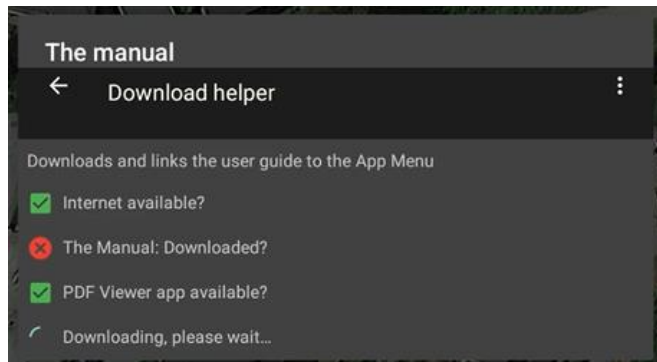 The manual
Download helper
Downloads and links the user guide to the App Menu
Internet available?
The Manual: Downloaded?
PDF Viewer app available?
Downloading, please wait...